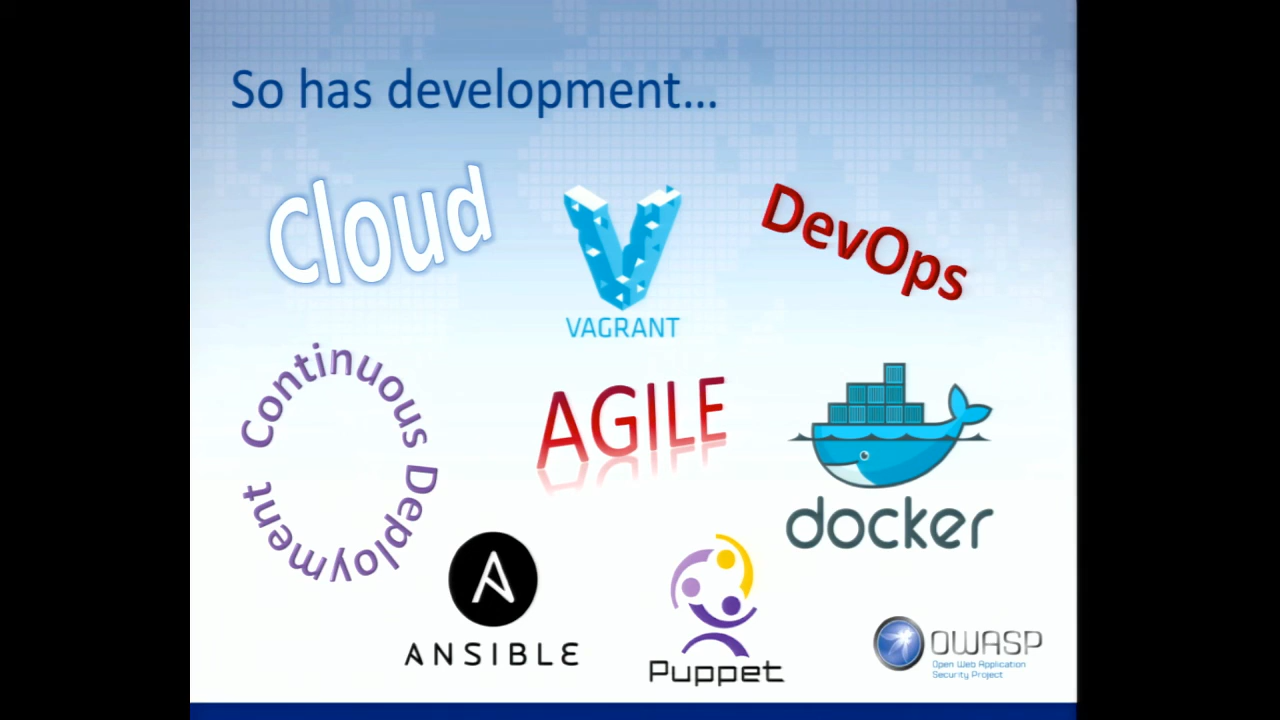 So has development...
Cloud
VAGRANT
DevOps
Continuous Deployment
AGILE
docker
ANSIBLE
Puppet
OWASP
Open Web Application
Security Project